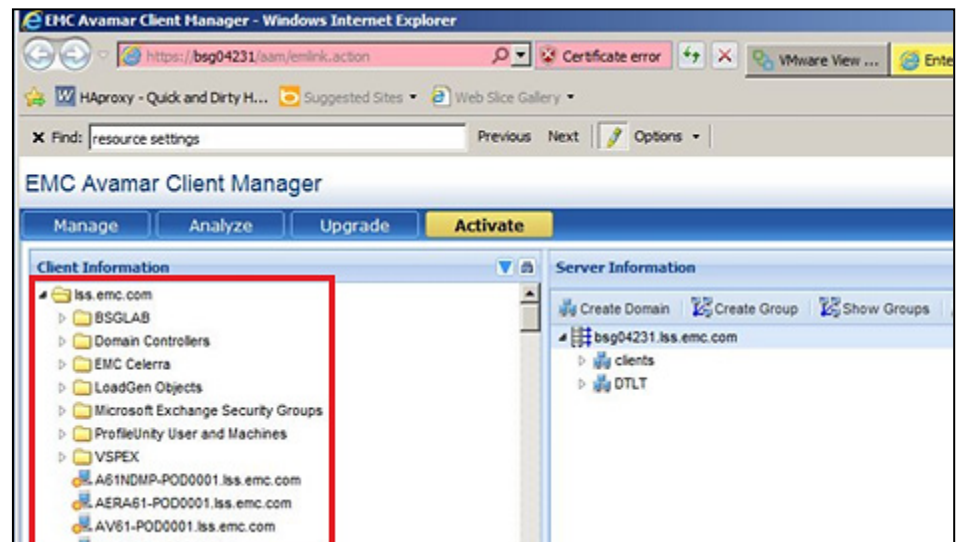 EMC Avamar Client Manager - Windows Internet Explorer
https://bsg04231/aam/emlink.action Certificate error VMware View ... Ente
HAproxy - Quick and Dirty H... Suggested Sites Web Slice Gallery
Find: resource settings Previous Next Options
EMC Avamar Client Manager
Manage Analyze Upgrade Activate
Client Information
lss.emc.com
BSGLAB
Domain Controllers
EMC Celerra
LoadGen Objects
Microsoft Exchange Security Groups
ProfileUnity User and Machines
VSPEX
A61NDMP-POD0001.lss.emc.com
AERA61-POD0001.lss.emc.com
AV61-POD0001.lss.emc.com
Server Information
Create Domain Create Group Show Groups
bsg04231.lss.emc.com
clients
DTLT